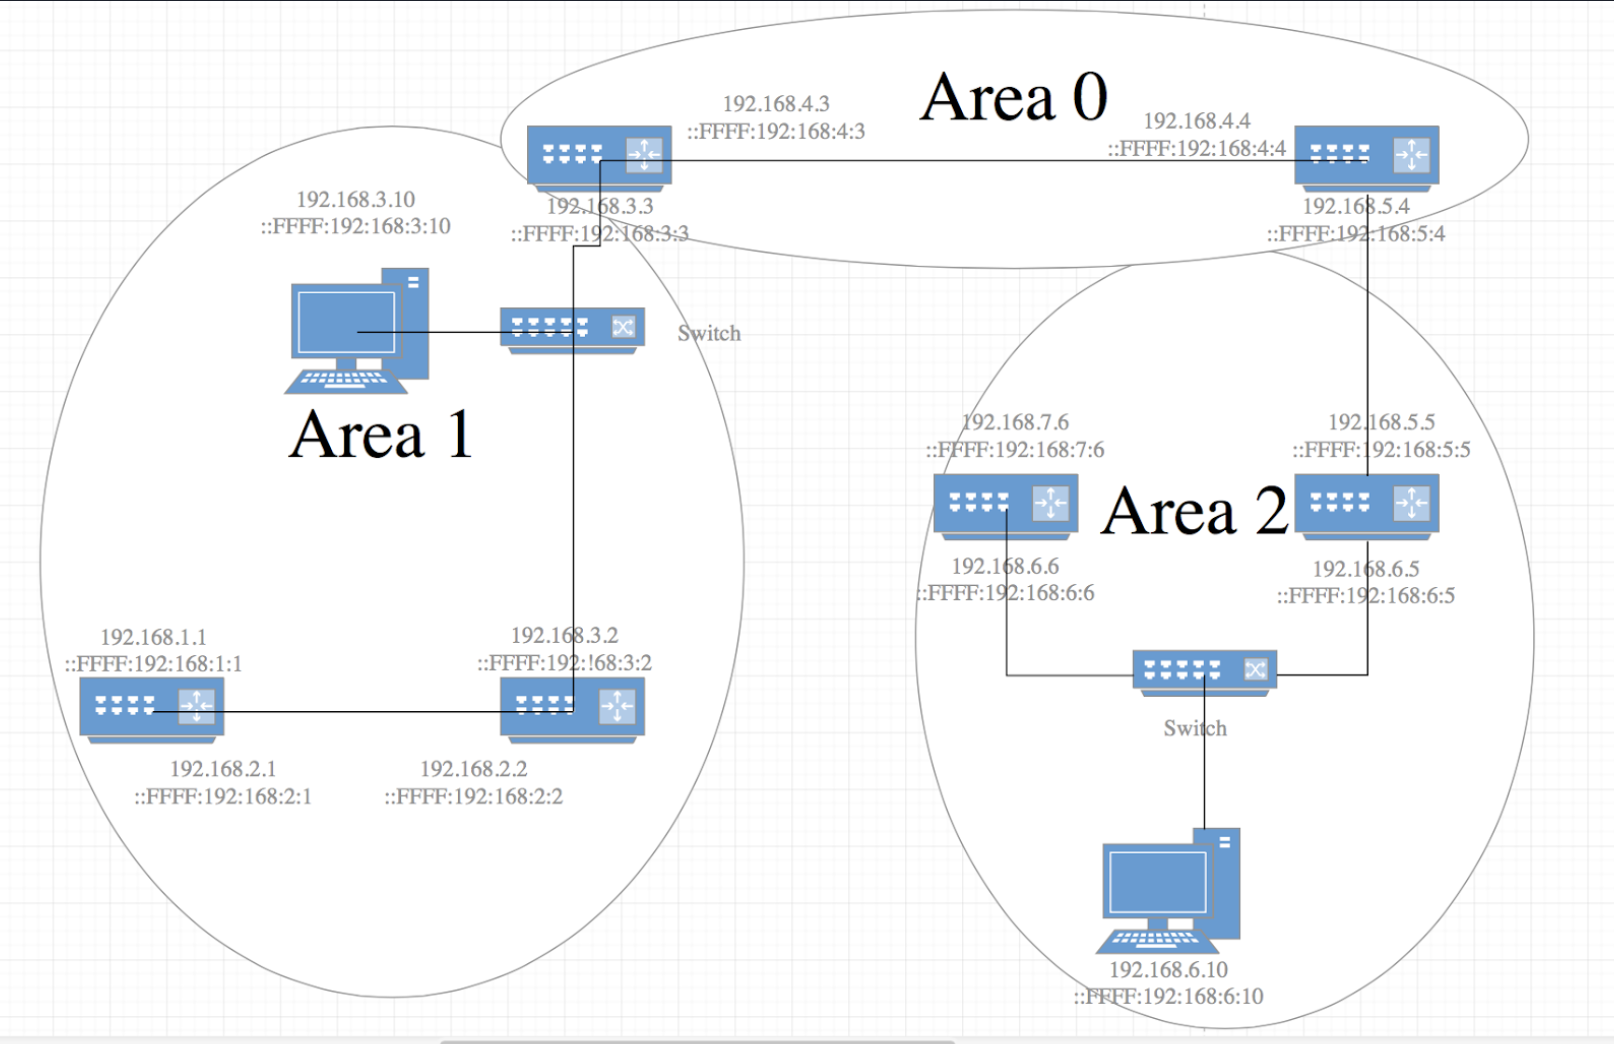 Area 0
192.168.4.3
::FFFF:192:168:4:3
192.168.4.4
::FFFF:192:168:4:4
192.168.3.10
::FFFF:192:168:3:10
192.168.3.3
::FFFF:192:168:3:3
192.168.5.4
::FFFF:192:168:5:4
Switch
Area 1
192.168.7.6
::FFFF:192:168:7:6
192.168.5.5
::FFFF:192:168:5:5
Area 2
192.168.6.6
::FFFF:192:168:6:6
192.168.6.5
::FFFF:192:168:6:5
192.168.1.1
::FFFF:192:168:1:1
192.168.3.2
::FFFF:192:!68:3:2
Switch
192.168.2.1
::FFFF:192:168:2:1
192.168.2.2
::FFFF:192:168:2:2
192.168.6.10
::FFFF:192:168:6:10